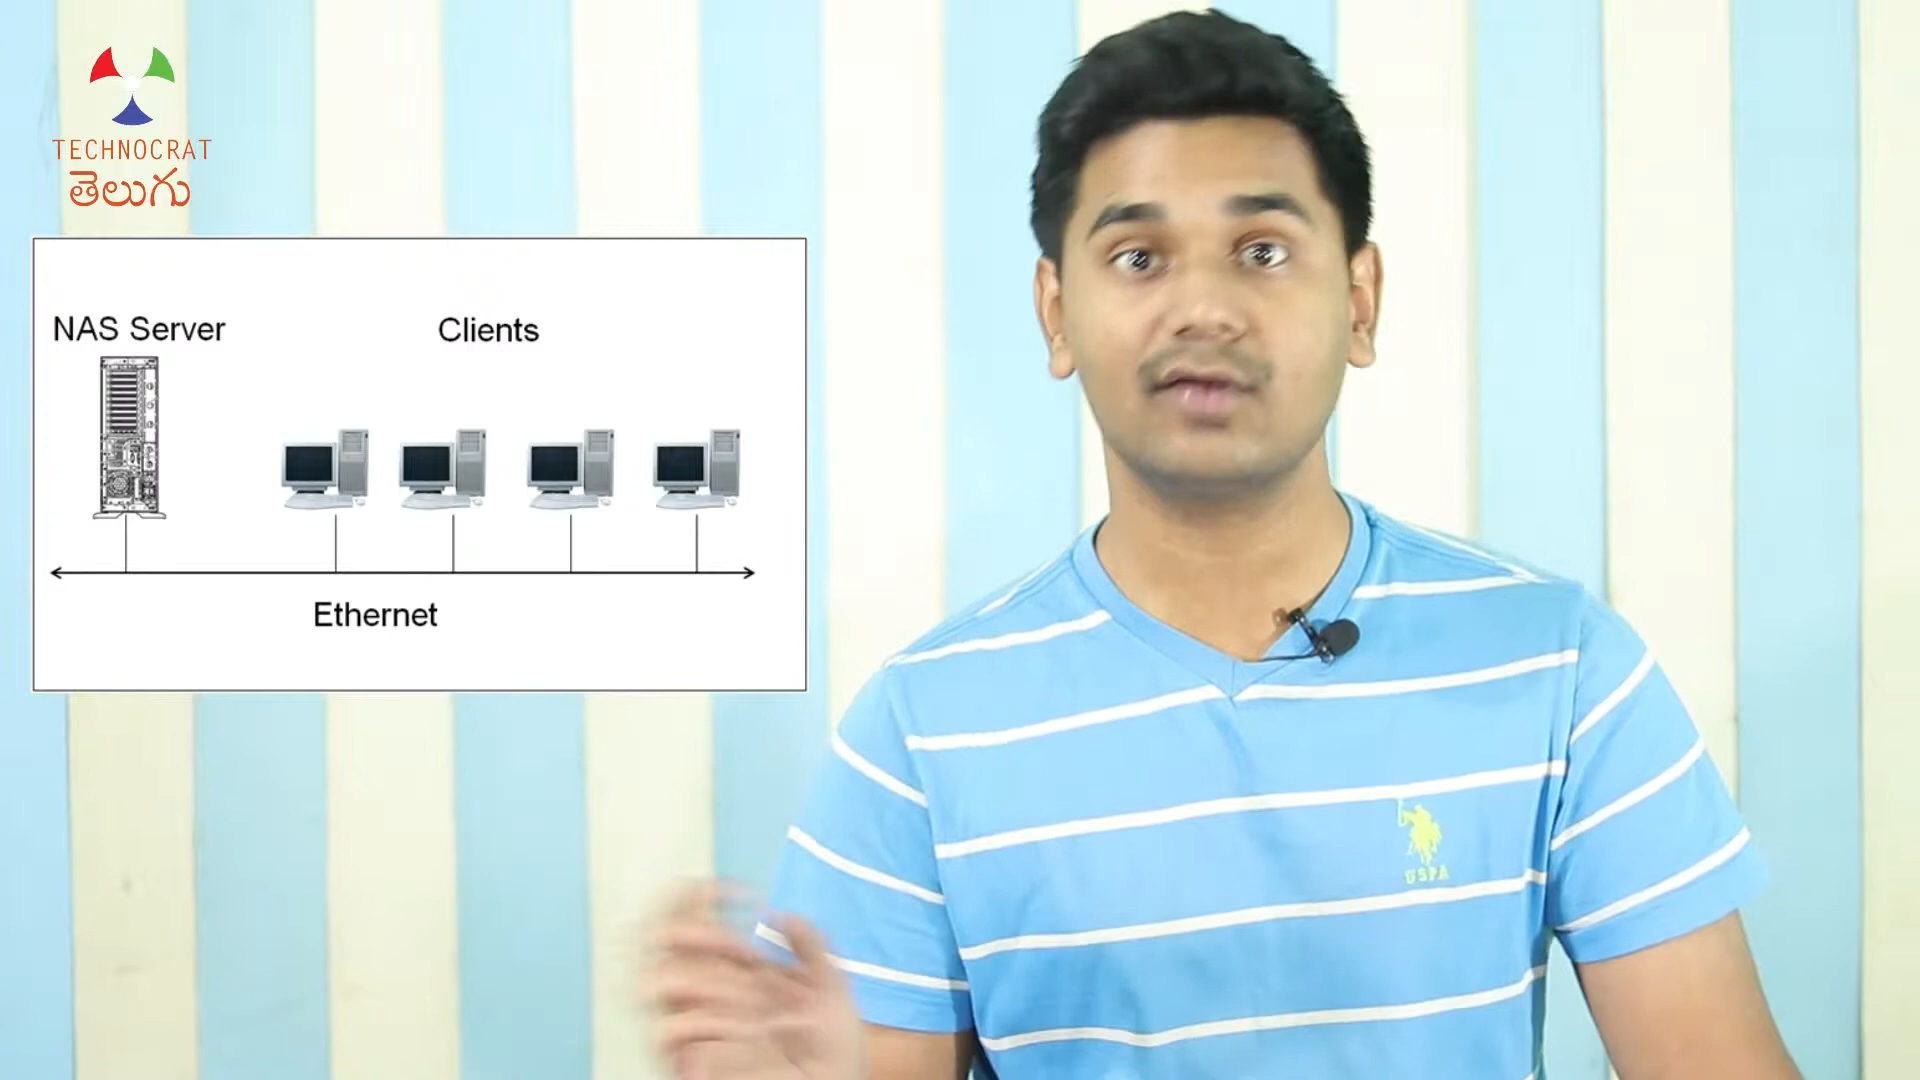 TECHNOCRAT
తెలుగు
NAS Server
Clients
Ethernet
USPA